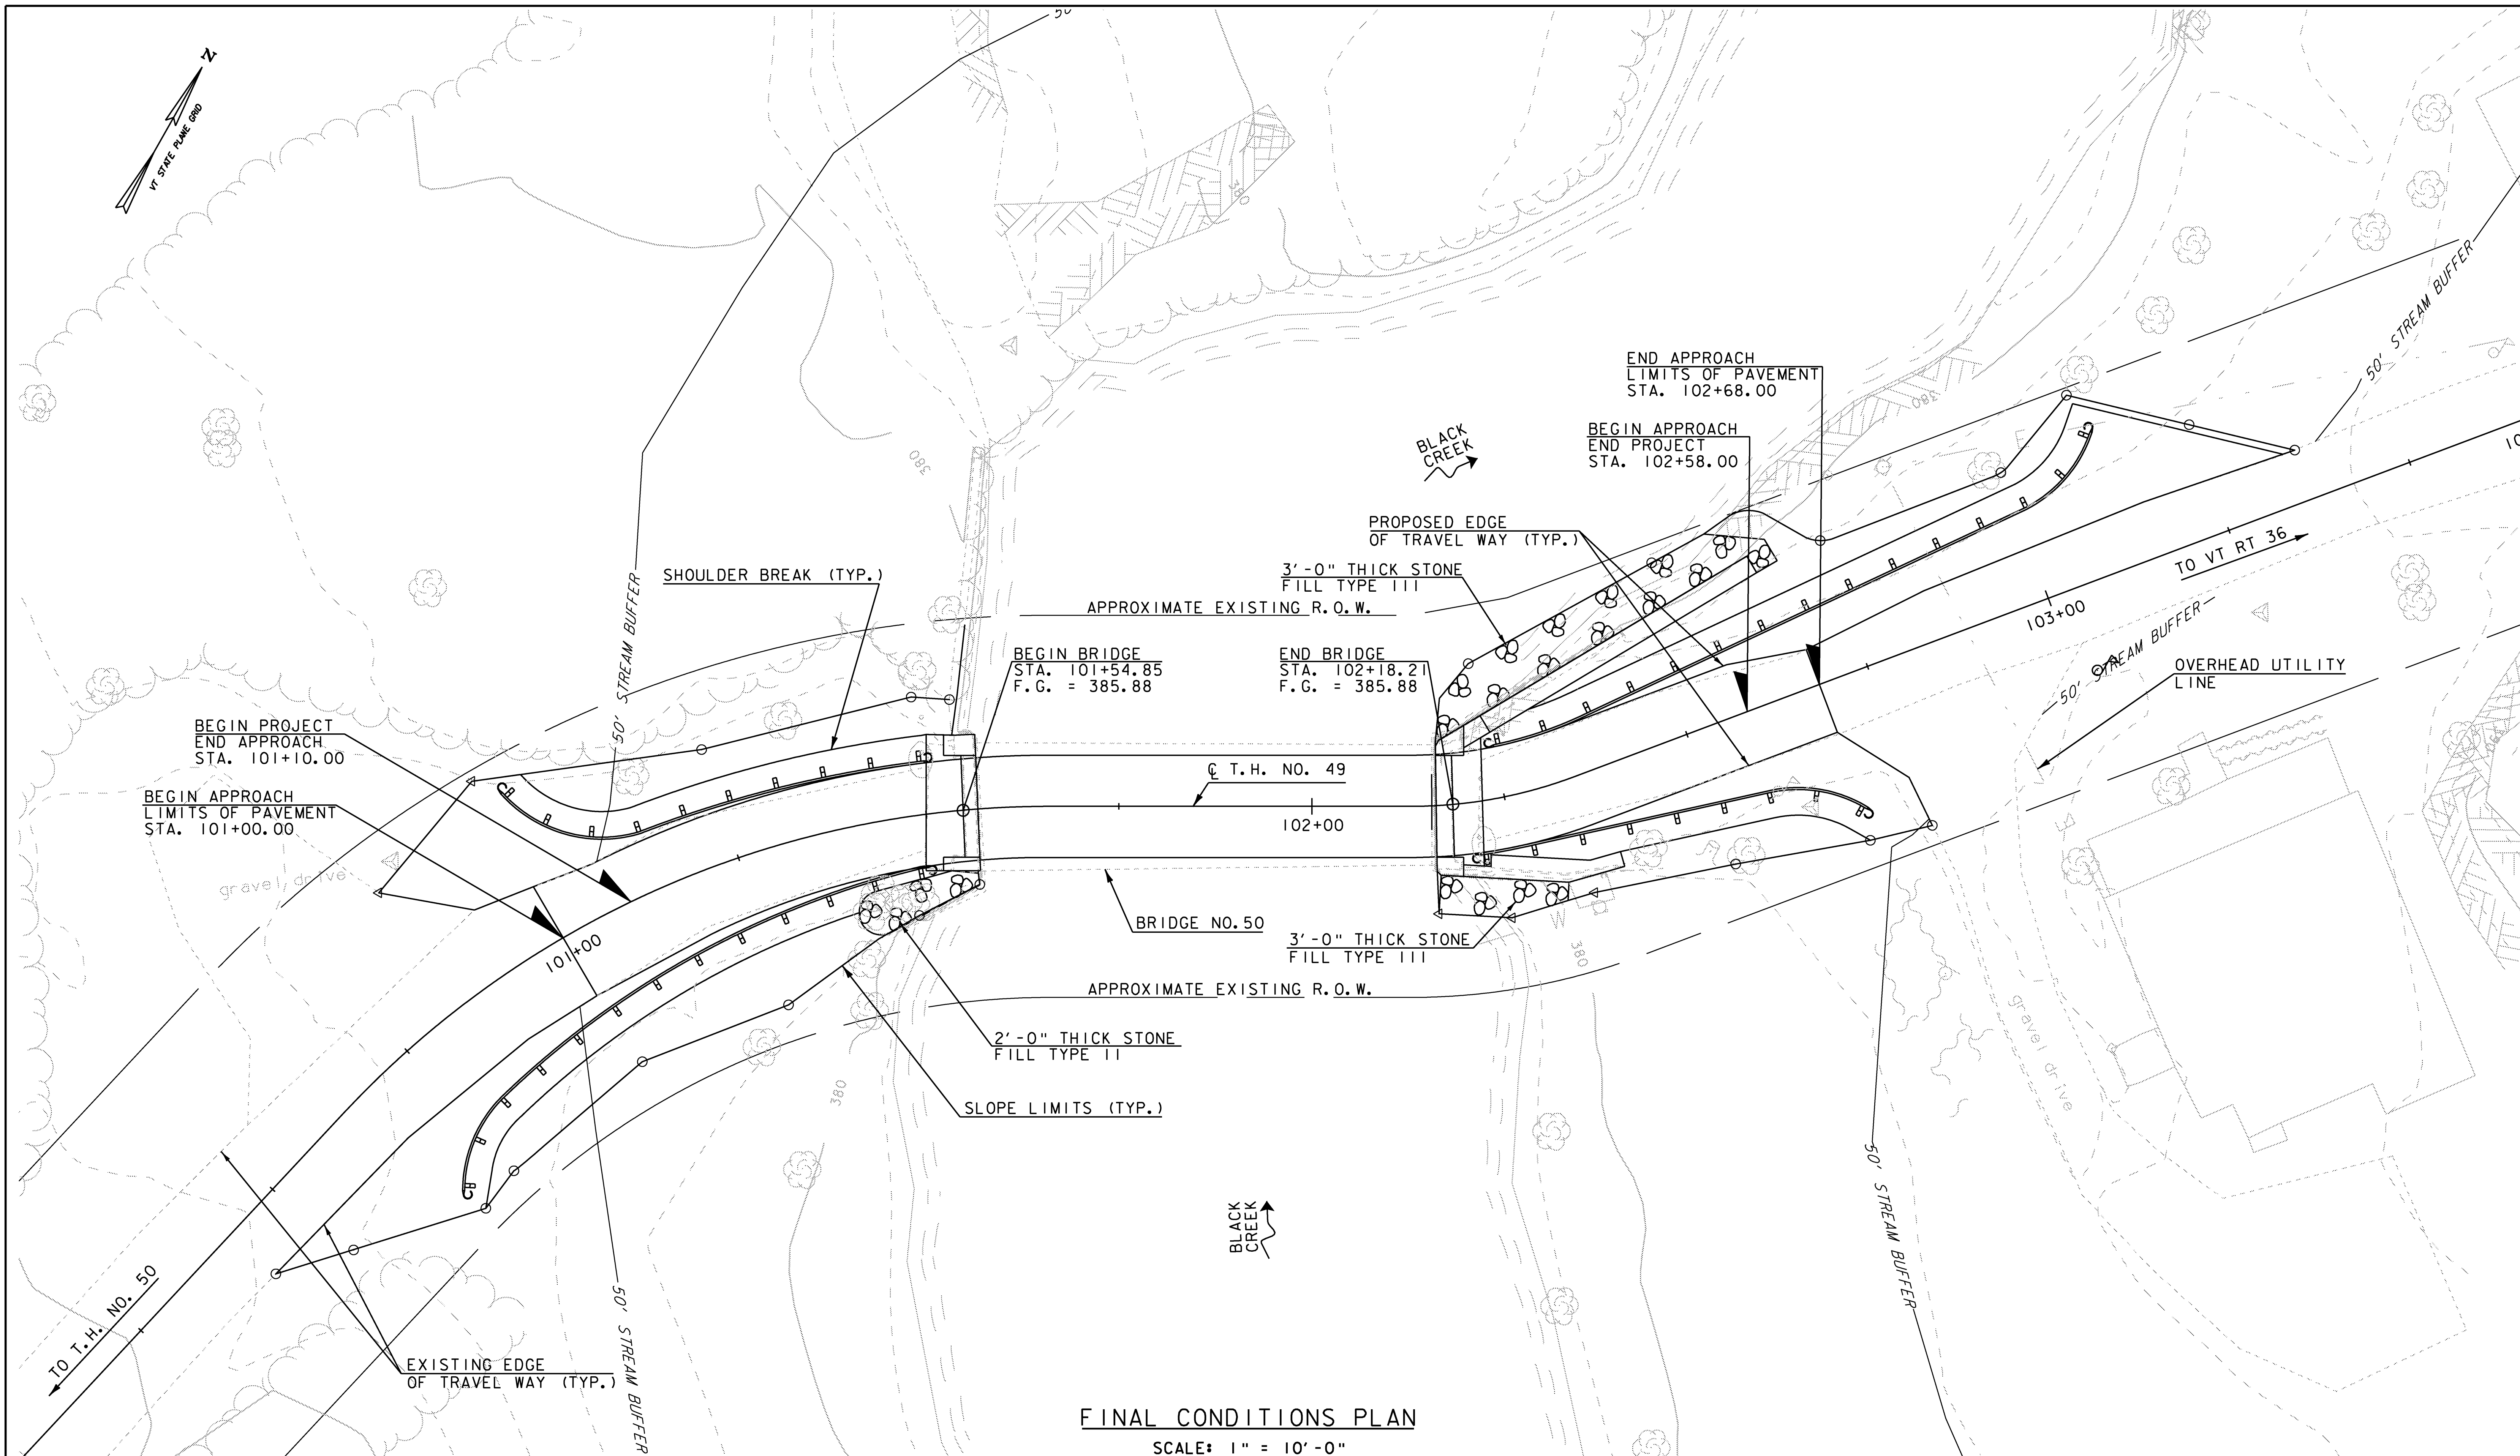 50'
N
VT STATE PLANE GRID
380
50' STREAM BUFFER
END APPROACH
LIMITS OF PAVEMENT
STA. 102+68.00
380
BEGIN APPROACH
END PROJECT
STA. 102+58.00
BLACK
CREEK
380
PROPOSED EDGE
OF TRAVEL WAY (TYP.)
TO VT RT 36
SHOULDER BREAK (TYP.)
3'-0" THICK STONE
FILL TYPE III
APPROXIMATE EXISTING R.O.W.
103+00
50' STREAM BUFFER
50' STREAM BUFFER
BEGIN BRIDGE
STA. 101+54.85
F.G. = 385.88
END BRIDGE
STA. 102+18.21
F.G. = 385.88
OVERHEAD UTILITY
LINE
BEGIN PROJECT
END APPROACH
STA. 101+10.00
℄ T.H. NO. 49
BEGIN APPROACH
LIMITS OF PAVEMENT
STA. 101+00.00
102+00
gravel drive
BRIDGE NO.50
101+00
3'-0" THICK STONE
FILL TYPE III
W
380
APPROXIMATE EXISTING R.O.W.
2'-0" THICK STONE
FILL TYPE II
gravel drive
380
SLOPE LIMITS (TYP.)
50' STREAM BUFFER
BLACK
CREEK
TO T.H. NO. 50
50' STREAM BUFFER
EXISTING EDGE
OF TRAVEL WAY (TYP.)
FINAL CONDITIONS PLAN
SCALE: 1" = 10'-0"